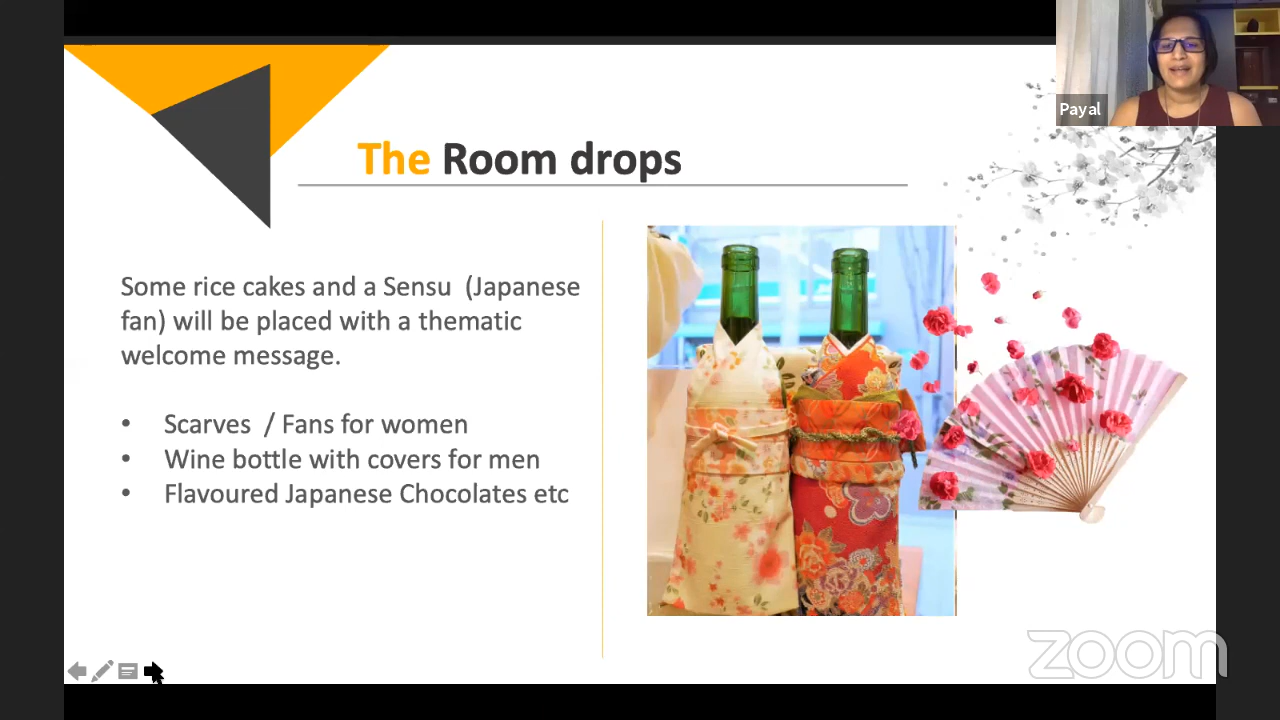 Payal
The Room drops
Some rice cakes and a Sensu (Japanese
fan) will be placed with a thematic
welcome message.
• Scarves / Fans for women
• Wine bottle with covers for men
• Flavoured Japanese Chocolates etc
zoom